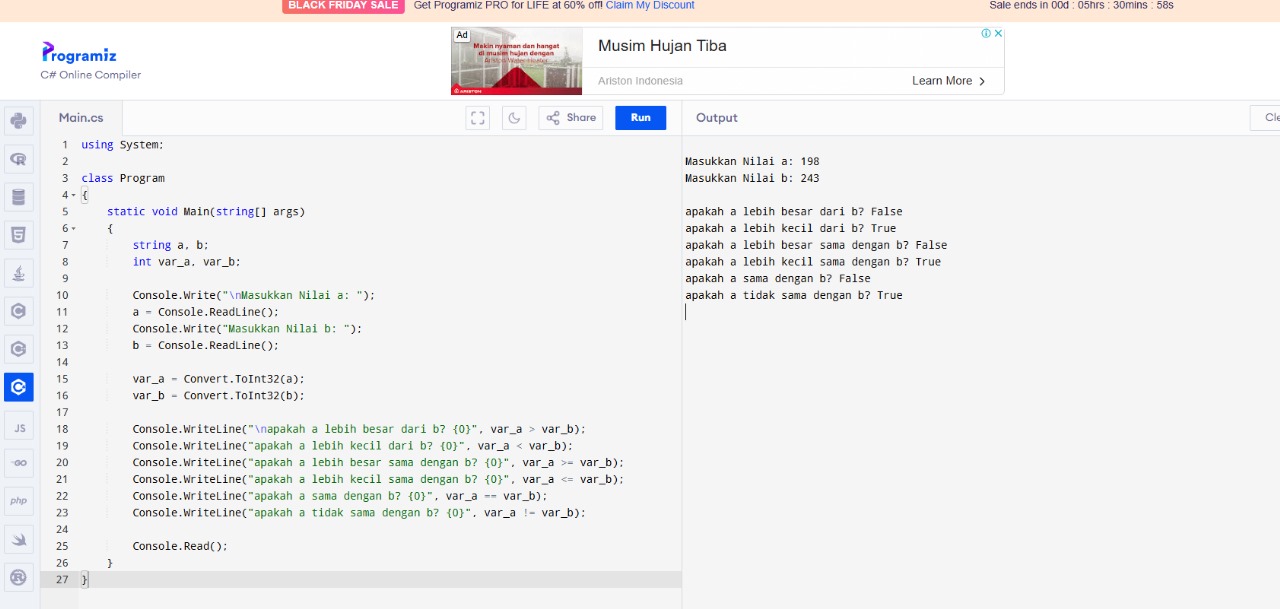 BLACK FRIDAY SALE Get Programiz PRO for LIFE at 60% off! Claim My Discount Sale ends in 00d : 05hrs : 30mins : 58s
Programiz
C# Online Compiler
Ad
Makin nyaman dan hangat
di musim hujan dengan
Ariston Water Heater
ARISTON
Musim Hujan Tiba
Ariston Indonesia
Learn More
Main.cs
Share
Run
Output
Cle
JS
GO
php
1 using System;
2
3 class Program
4 {
5 static void Main(string[] args)
6 {
7 string a, b;
8 int var_a, var_b;
9
10 Console.Write("\nMasukkan Nilai a: ");
11 a = Console.ReadLine();
12 Console.Write("Masukkan Nilai b: ");
13 b = Console.ReadLine();
14
15 var_a = Convert.ToInt32(a);
16 var_b = Convert.ToInt32(b);
17
18 Console.WriteLine("\napakah a lebih besar dari b? {0}", var_a > var_b);
19 Console.WriteLine("apakah a lebih kecil dari b? {0}", var_a < var_b);
20 Console.WriteLine("apakah a lebih besar sama dengan b? {0}", var_a >= var_b);
21 Console.WriteLine("apakah a lebih kecil sama dengan b? {0}", var_a <= var_b);
22 Console.WriteLine("apakah a sama dengan b? {0}", var_a == var_b);
23 Console.WriteLine("apakah a tidak sama dengan b? {0}", var_a != var_b);
24
25 Console.Read();
26 }
27 }
Masukkan Nilai a: 198
Masukkan Nilai b: 243
apakah a lebih besar dari b? False
apakah a lebih kecil dari b? True
apakah a lebih besar sama dengan b? False
apakah a lebih kecil sama dengan b? True
apakah a sama dengan b? False
apakah a tidak sama dengan b? True